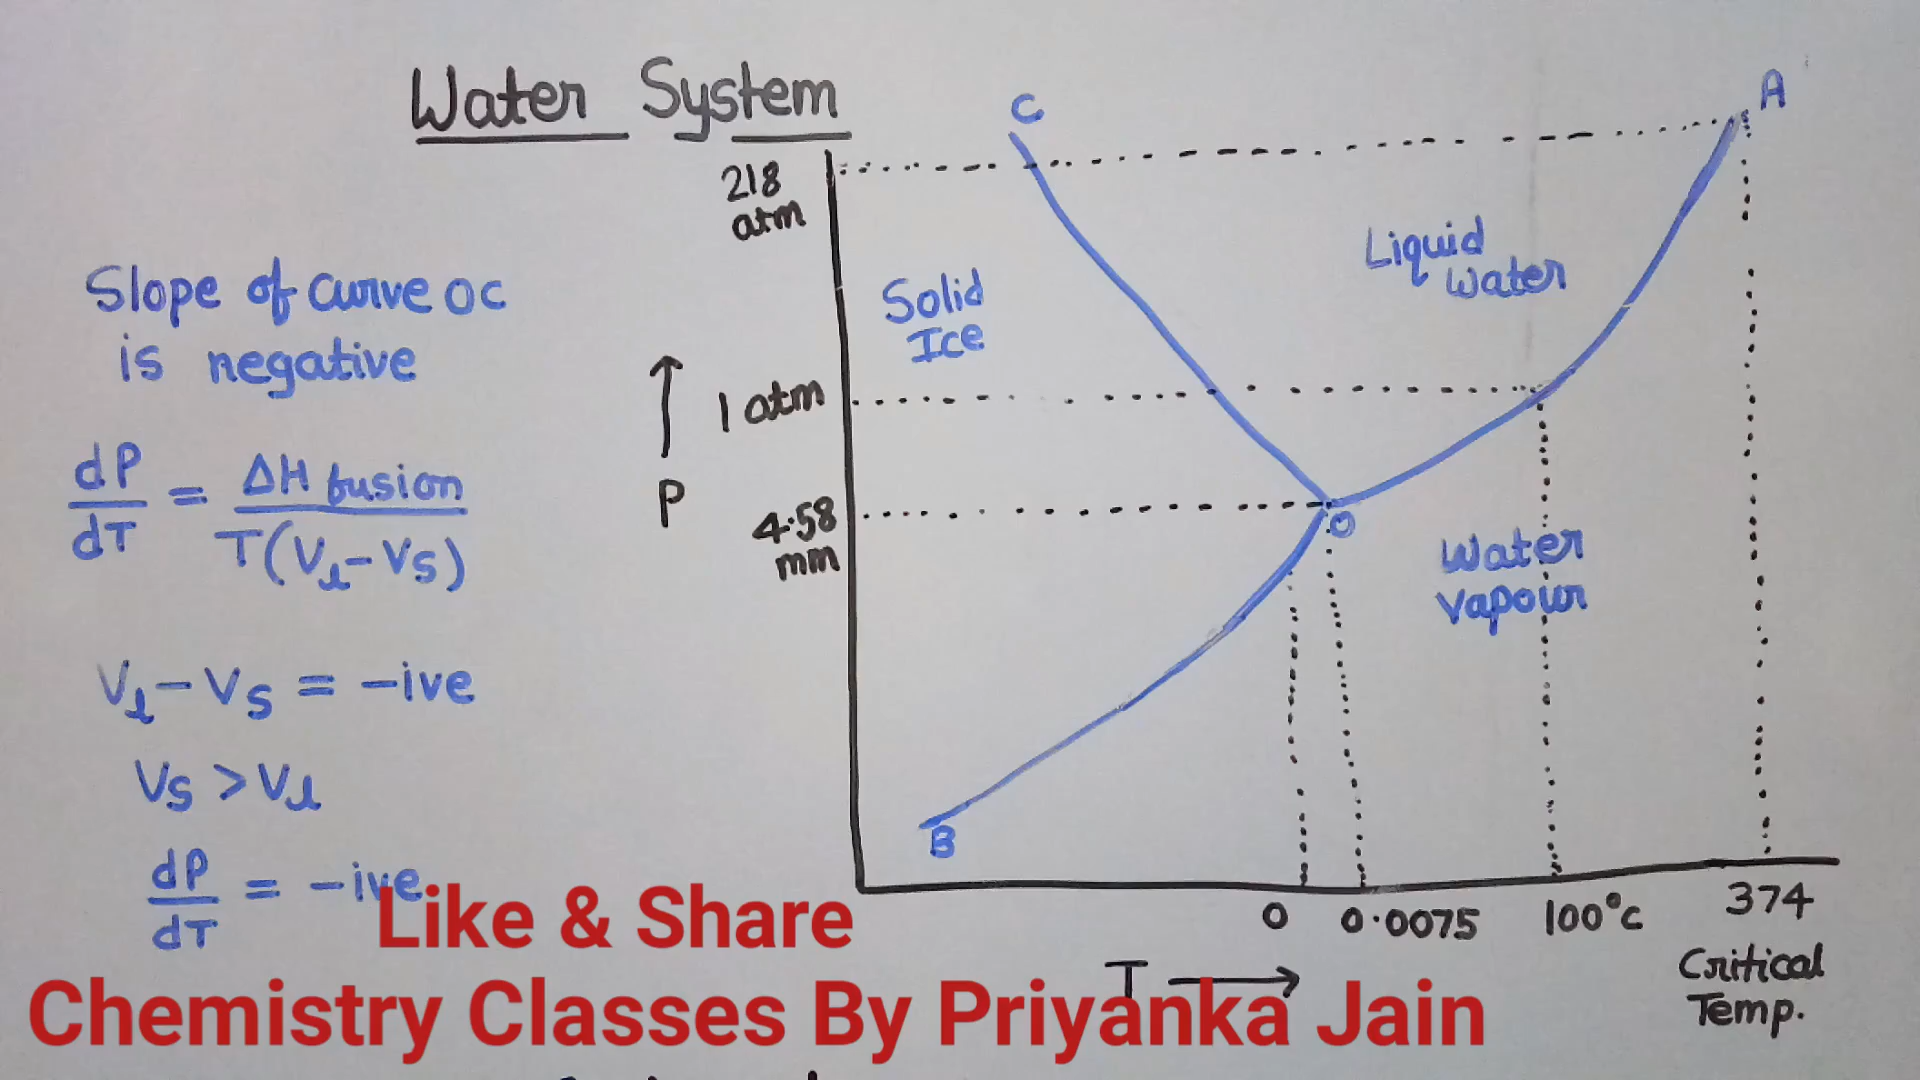 Water System
Slope of curve OC
is negative
dP/dT = ΔH fusion / T(Vl - Vs)
Vl - Vs = -ive
Vs > Vl
dP/dT = -ive
218
atm
1 atm
4.58
mm
P
C
A
Solid
Ice
Liquid
Water
O
Water
Vapour
B
0
0.0075
100°C
374
Critical
Temp.
T
Like & Share
Chemistry Classes By Priyanka Jain